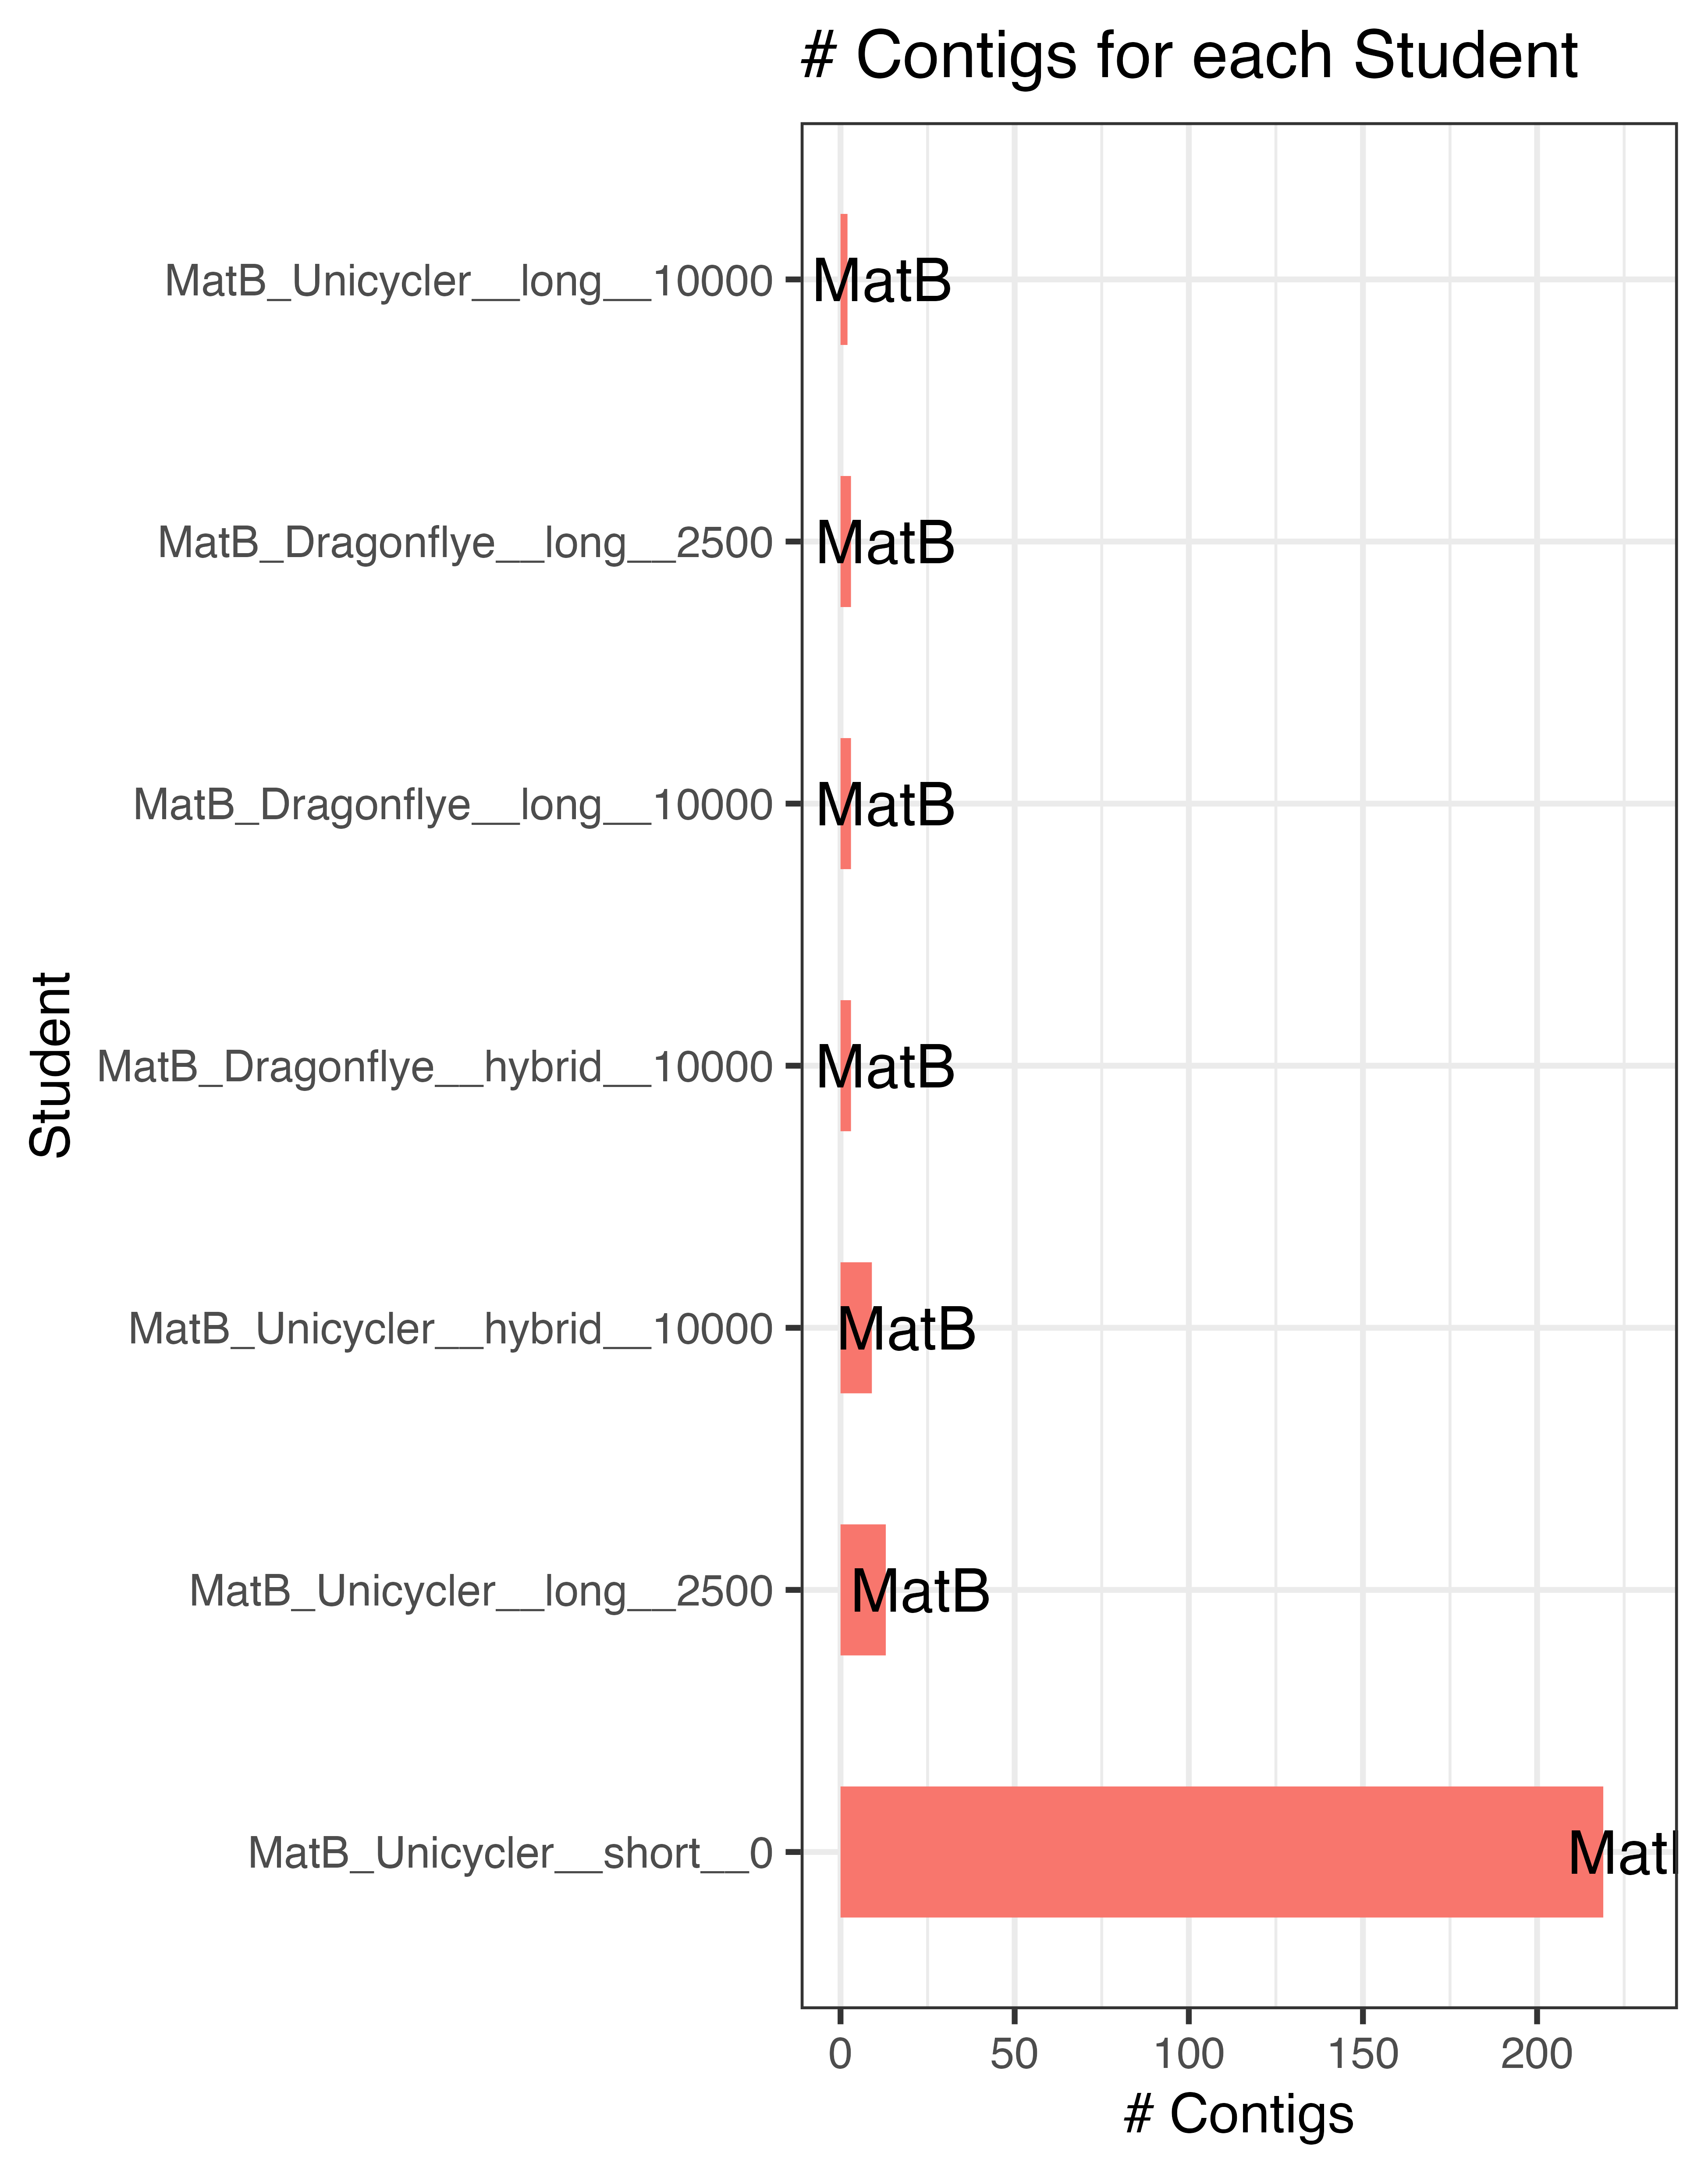 # Contigs for each Student
MatB_Unicycler__long__10000 MatB
MatB_Dragonflye__long__2500 MatB
MatB_Dragonflye__long__10000 MatB
Student
MatB_Dragonflye__hybrid__10000 MatB
MatB_Unicycler__hybrid__10000 MatB
MatB_Unicycler__long__2500 MatB
MatB_Unicycler__short__0
0 50 100 150 200
# Contigs